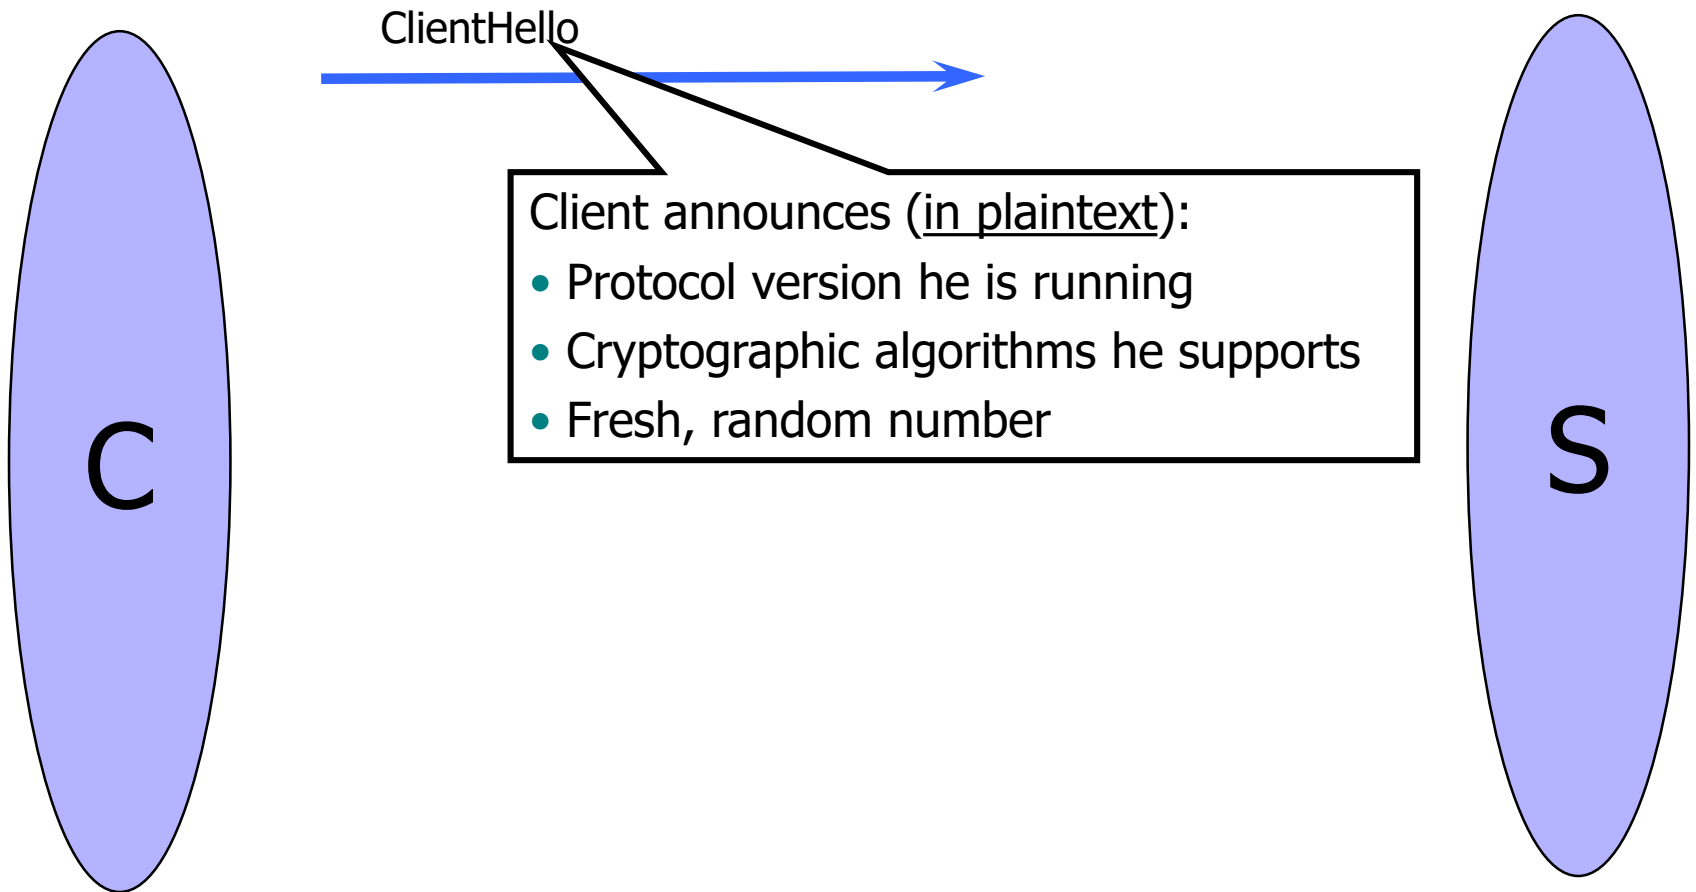 ClientHello
Client announces (in plaintext):
• Protocol version he is running
• Cryptographic algorithms he supports
• Fresh, random number
C
S